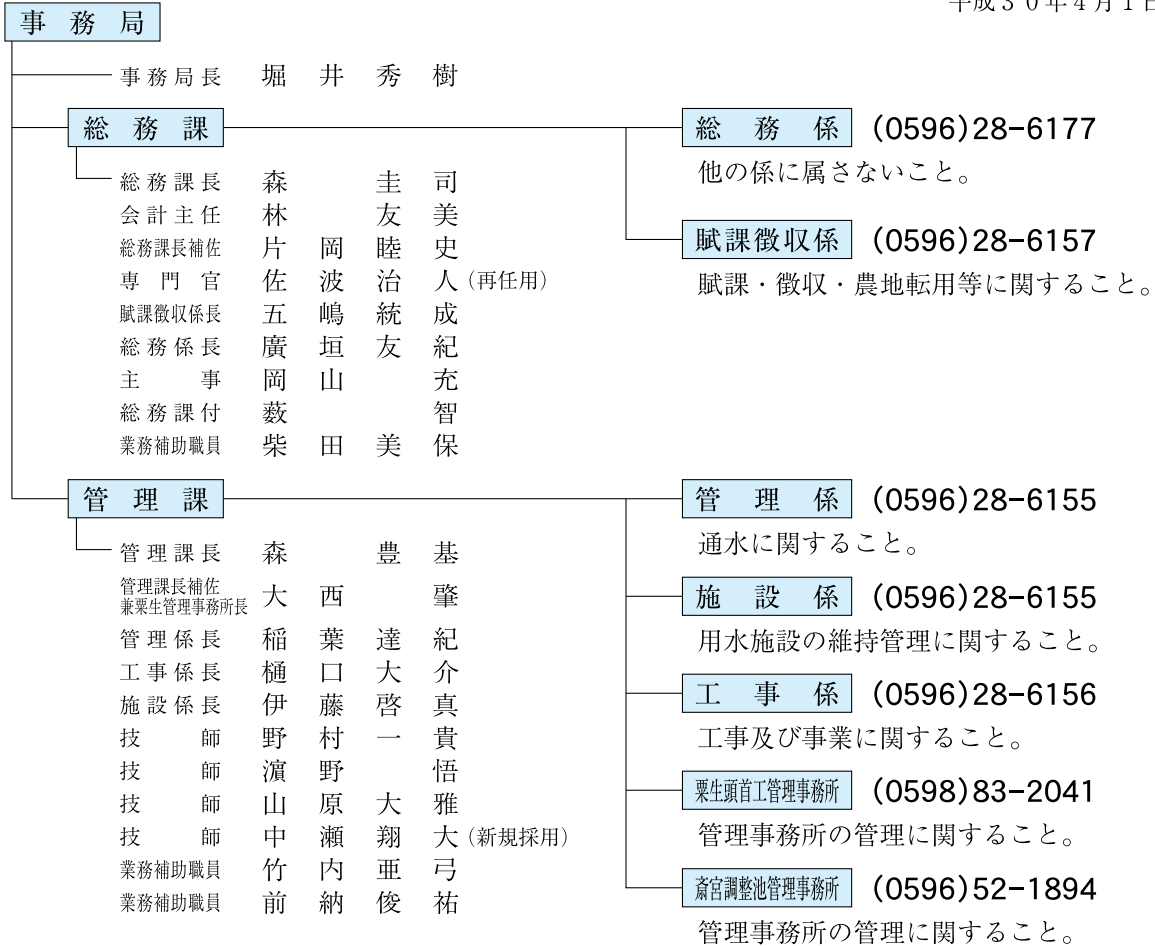 平成30年4月1日
事務局
事務局長 堀井秀樹
総務課
総務課長 森圭司
会計主任 林友美
総務課長補佐 片岡睦史
専門官 佐波治人(再任用)
賦課徴収係長 五嶋統成
総務係長 廣垣友紀
主事 岡山充
総務課付 薮智
業務補助職員 柴田美保
総務係 (0596)28-6177
他の係に属さないこと。
賦課徴収係 (0596)28-6157
賦課・徴収・農地転用等に関すること。
管理課
管理課長 森豊基
管理課長補佐
兼粟生管理事務所長 大西肇
管理係長 稲葉達紀
工事係長 樋口大介
施設係長 伊藤啓真
技師 野村一貴
技師 濵野悟
技師 山原大雅
技師 中瀬翔大(新規採用)
業務補助職員 竹内亜弓
業務補助職員 前納俊祐
管理係 (0596)28-6155
通水に関すること。
施設係 (0596)28-6155
用水施設の維持管理に関すること。
工事係 (0596)28-6156
工事及び事業に関すること。
粟生頭首工管理事務所 (0598)83-2041
管理事務所の管理に関すること。
斎宮調整池管理事務所 (0596)52-1894
管理事務所の管理に関すること。